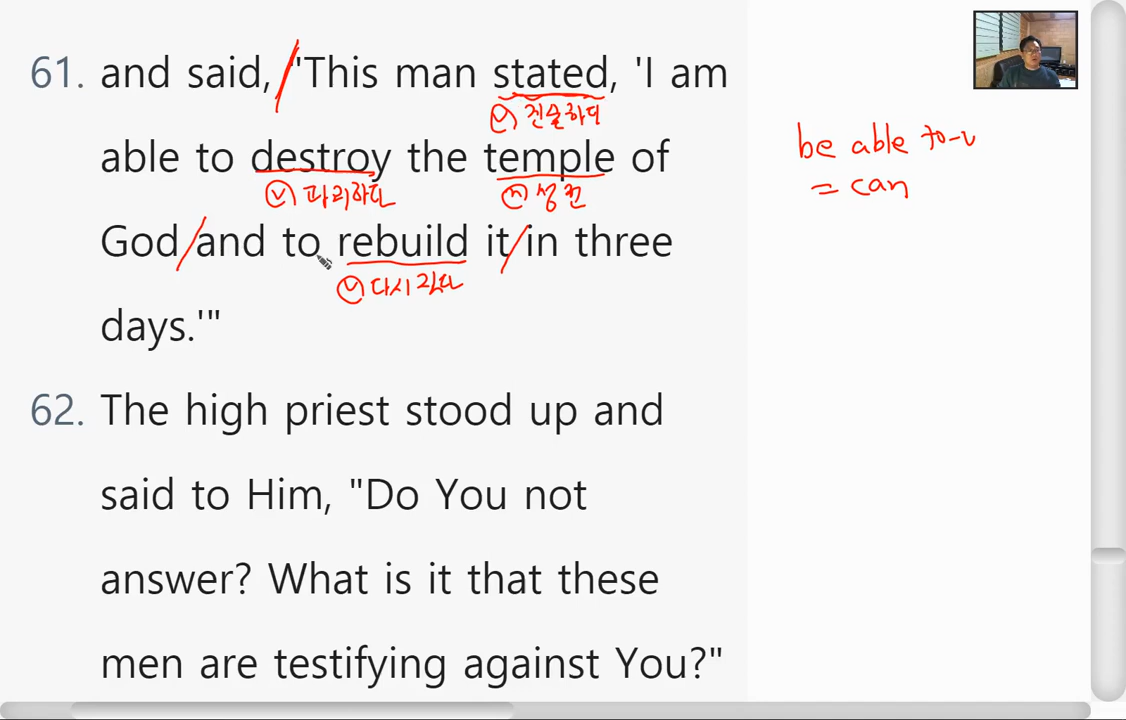 61. and said, "This man stated, 'I am
ⓥ 진술하다
able to destroy the temple of
ⓥ 파괴하다 ⓝ 성전
God and to rebuild it in three
ⓥ 다시 짓다
days.'"
62. The high priest stood up and
said to Him, "Do You not
answer? What is it that these
men are testifying against You?"
be able to-v
= can